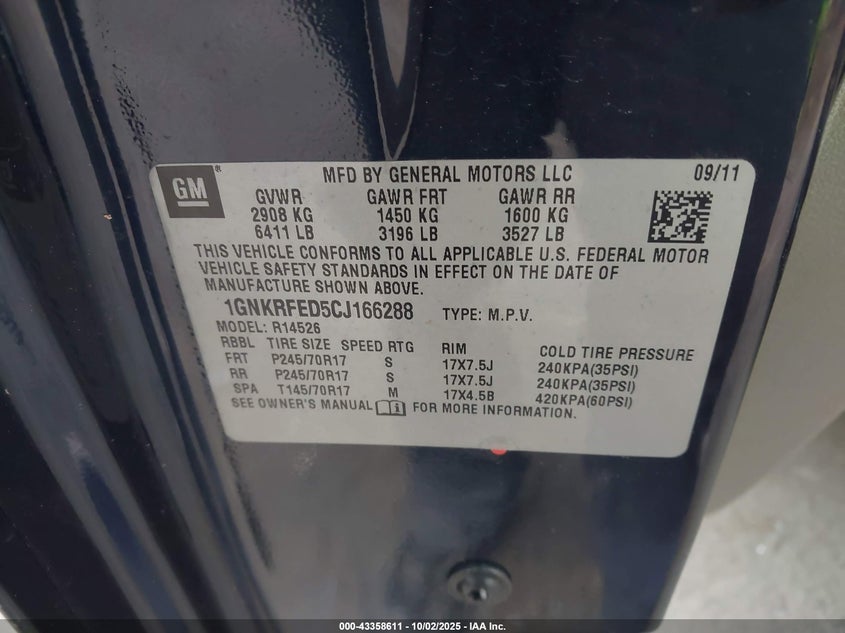 GM
MFD BY GENERAL MOTORS LLC 09/11
GVWR GAWR FRT GAWR RR
2908 KG 1450 KG 1600 KG
6411 LB 3196 LB 3527 LB
THIS VEHICLE CONFORMS TO ALL APPLICABLE U.S. FEDERAL MOTOR
VEHICLE SAFETY STANDARDS IN EFFECT ON THE DATE OF
MANUFACTURE SHOWN ABOVE.
1GNKRFED5CJ166288 TYPE: M.P.V.
MODEL: R14526
RBBL TIRE SIZE SPEED RTG RIM COLD TIRE PRESSURE
FRT P245/70R17 S 17X7.5J 240KPA(35PSI)
RR P245/70R17 S 17X7.5J 240KPA(35PSI)
SPA T145/70R17 M 17X4.5B 420KPA(60PSI)
SEE OWNER'S MANUAL i FOR MORE INFORMATION.
000-43358611 - 10/02/2025 - IAA Inc.